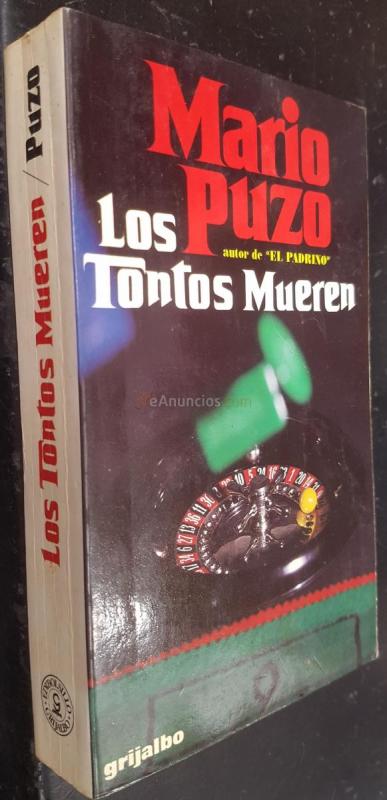 Mario
Puzo
autor de "EL PADRINO"
Los
Tontos Mueren
eAnuncios.com
grijalbo
Los Tontos Mueren / Puzo